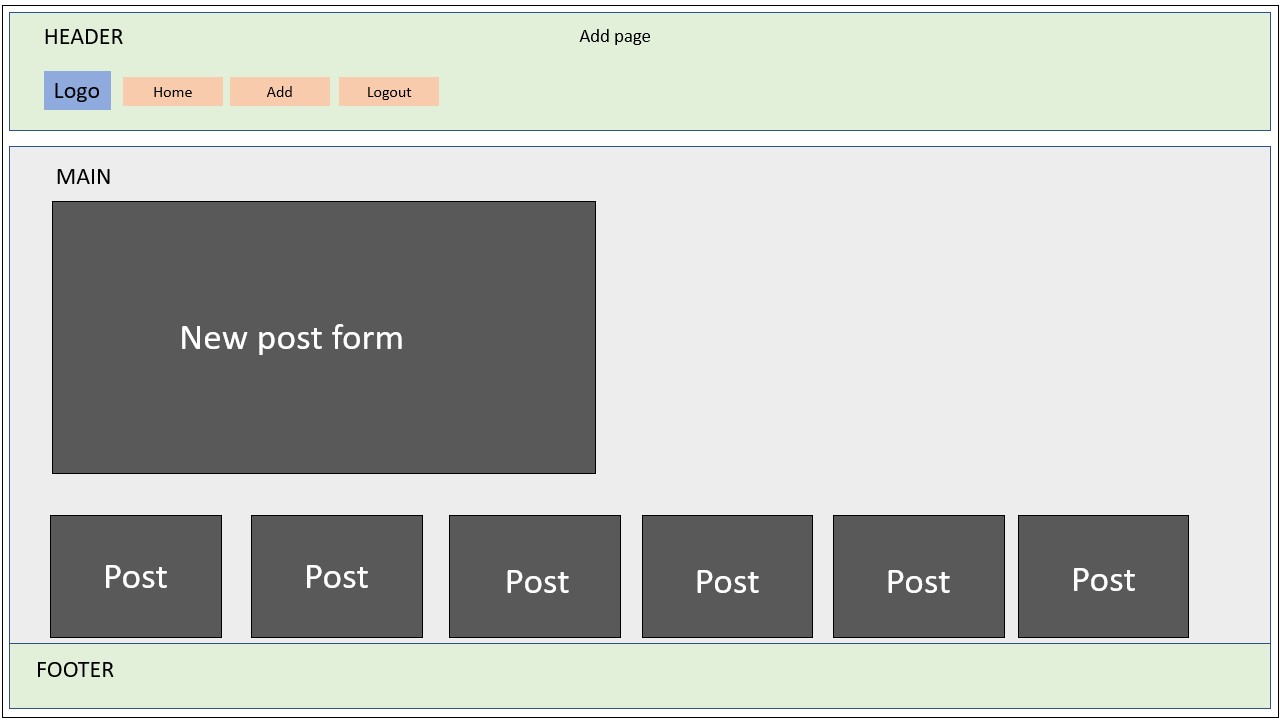 HEADER
Add page
Logo
Home
Add
Logout
MAIN
New post form
Post
Post
Post
Post
Post
Post
FOOTER